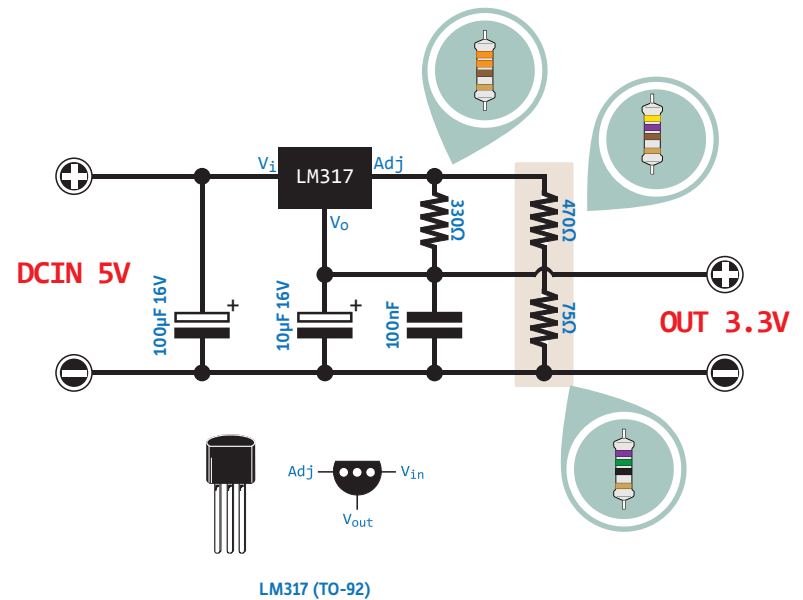 Vi
LM317
Adj
Vo
330Ω
470Ω
DCIN 5V
100µF 16V
+
10µF 16V
+
100nF
75Ω
OUT 3.3V
Adj
Vin
Vout
LM317 (TO-92)